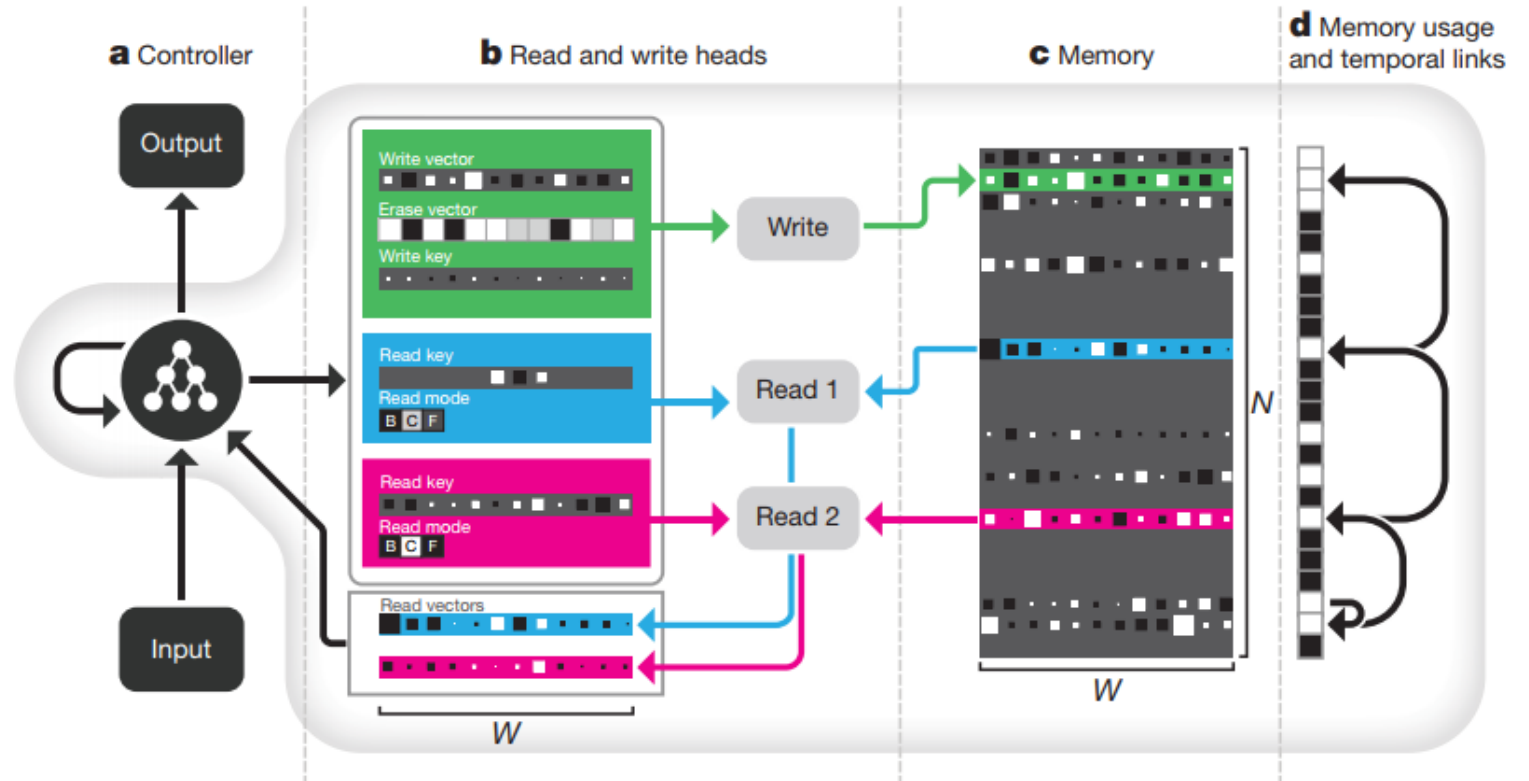 a Controller
b Read and write heads
c Memory
d Memory usage
and temporal links
Output
Input
Write vector
Erase vector
Write key
Read key
Read mode
B C F
Read key
Read mode
B C F
Read vectors
W
Write
Read 1
Read 2
N
W